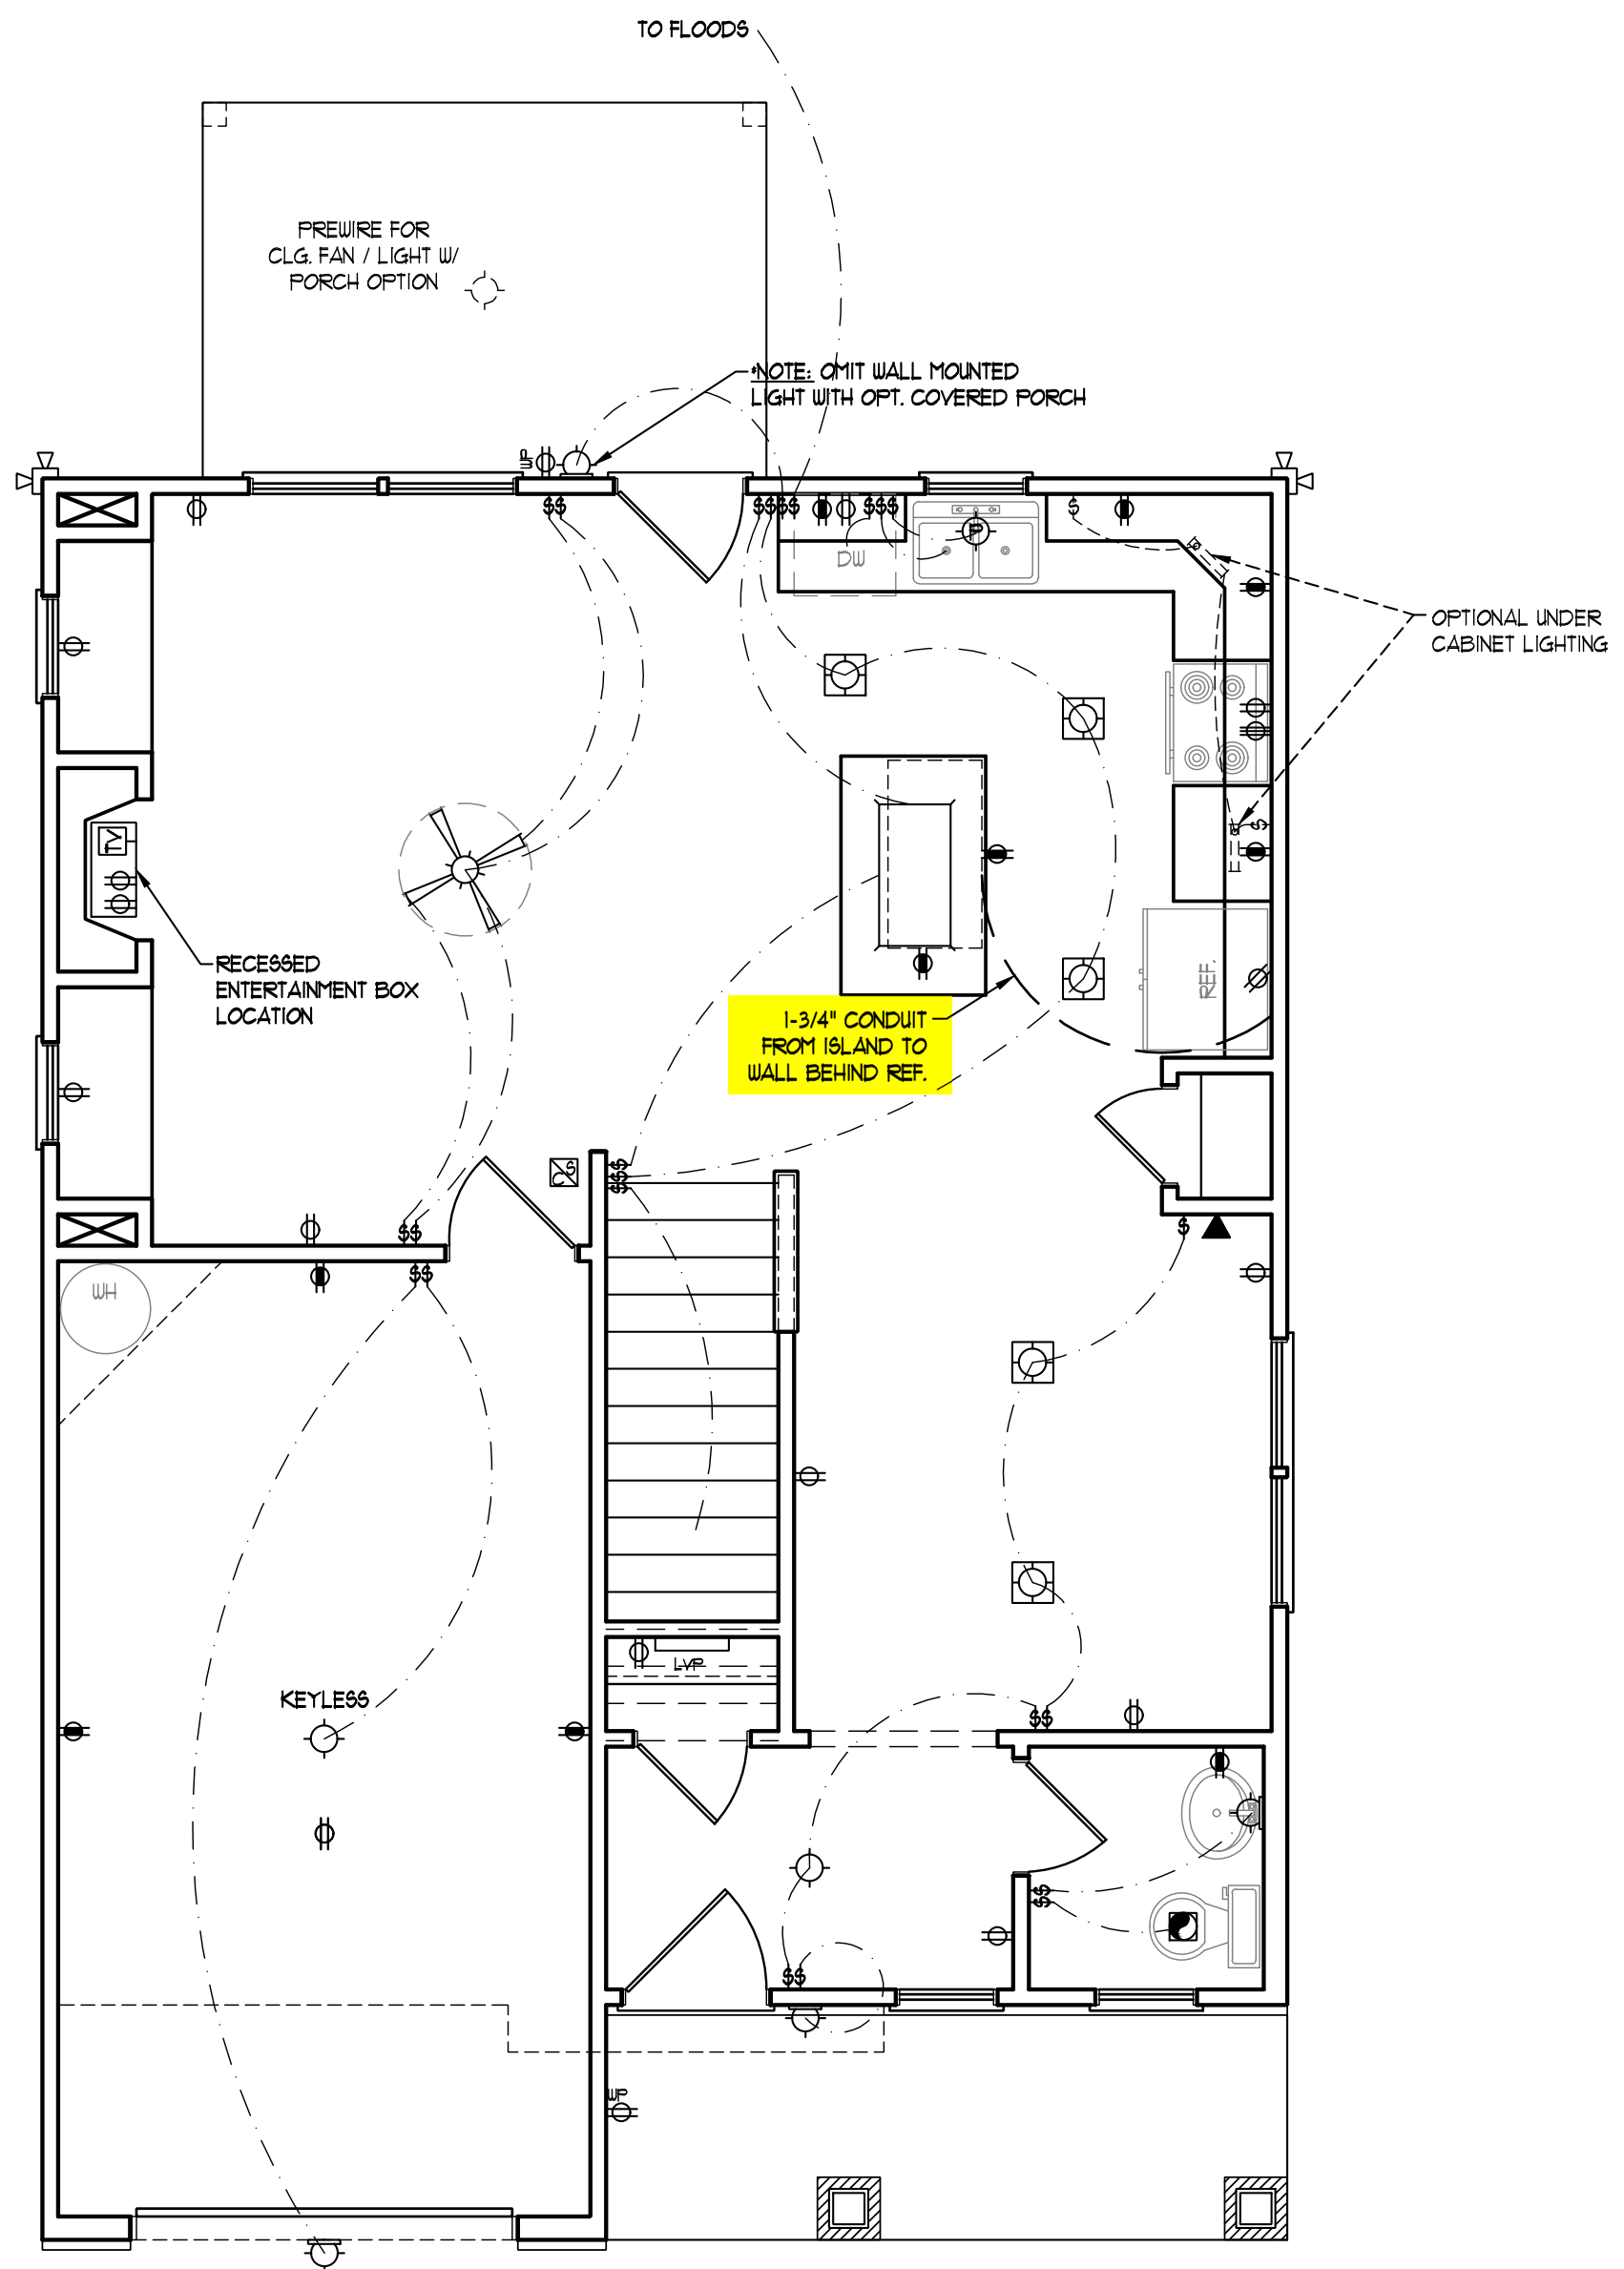 TO FLOODS
PREWIRE FOR
CLG. FAN / LIGHT W/
PORCH OPTION
*NOTE: OMIT WALL MOUNTED
LIGHT WITH OPT. COVERED PORCH
WP
$$
$$$$
$$$
$
DW
OPTIONAL UNDER
CABINET LIGHTING
TV
S
RECESSED
ENTERTAINMENT BOX
LOCATION
REF.
1-3/4" CONDUIT
FROM ISLAND TO
WALL BEHIND REF.
CS
$$$
$$
$
WH
$$
LVP
KEYLESS
$$
$$
$$
WP